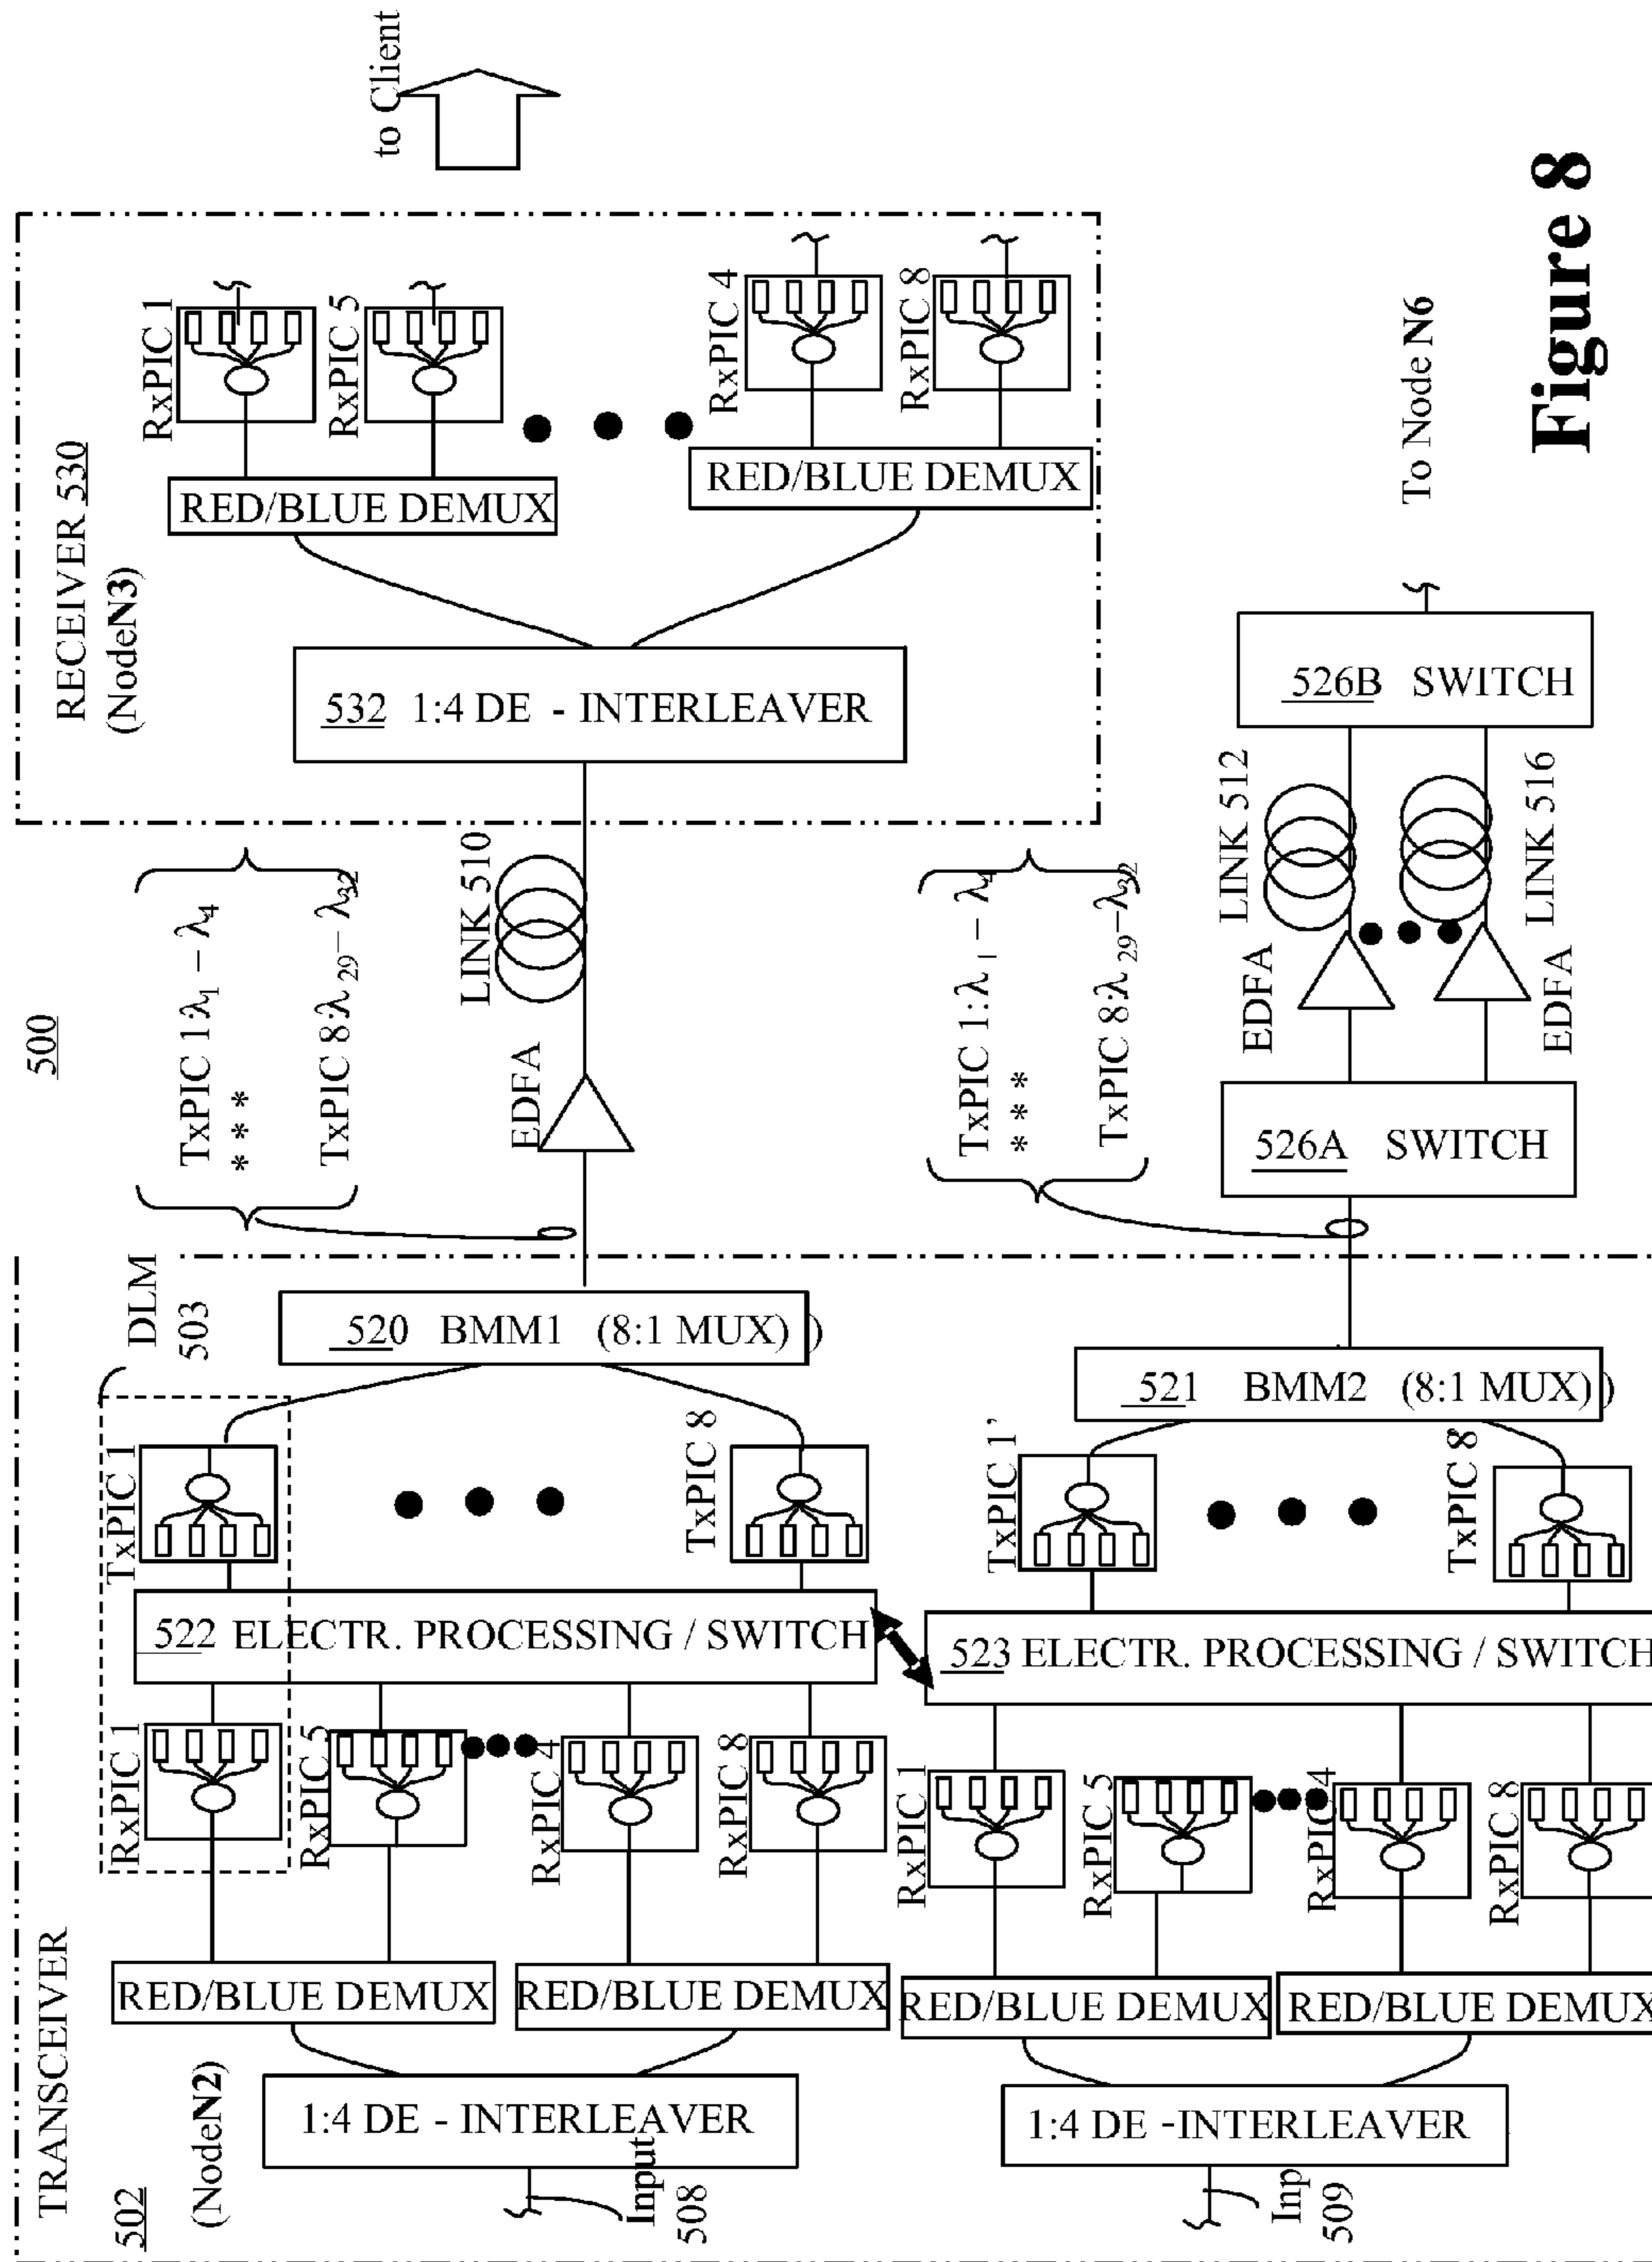 500
TRANSCEIVER
502
(NodeN2)
Input
508
1:4 DE - INTERLEAVER
RED/BLUE DEMUX
RED/BLUE DEMUX
RxPIC 1
RxPIC 5
RxPIC 4
RxPIC 8
522 ELECTR. PROCESSING / SWITCH
TxPIC 1
TxPIC 8
DLM
503
520 BMM1 (8:1 MUX) )
TxPIC 1:λ1 – λ4
* * *
TxPIC 8:λ29– λ32
EDFA
LINK 510
RECEIVER 530
(NodeN3)
532 1:4 DE - INTERLEAVER
RED/BLUE DEMUX
RED/BLUE DEMUX
RxPIC 1
RxPIC 5
RxPIC 4
RxPIC 8
to Client
Inp
509
1:4 DE -INTERLEAVER
RED/BLUE DEMUX
RED/BLUE DEMUX
RxPIC 1
RxPIC 5
RxPIC 4
RxPIC 8
523 ELECTR. PROCESSING / SWITCH
TxPIC 1’
TxPIC 8’
521 BMM2 (8:1 MUX) )
TxPIC 1:λ1 – λ4
* * *
TxPIC 8:λ29–λ32
526A SWITCH
EDFA
EDFA
LINK 512
LINK 516
526B SWITCH
To Node N6
Figure 8